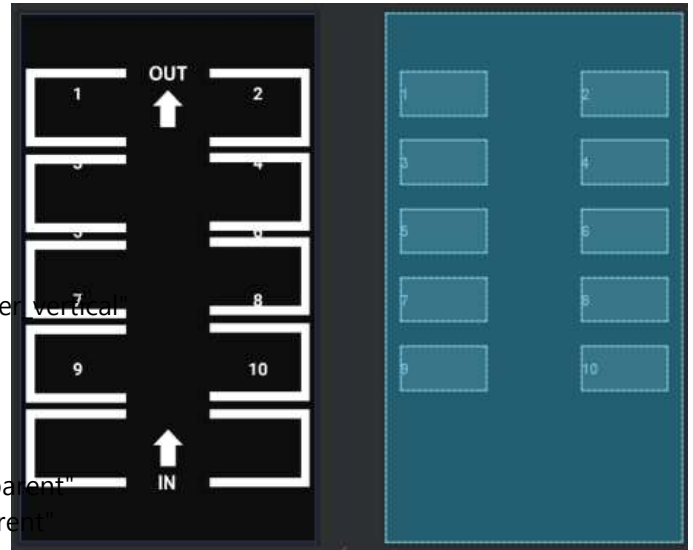 OUT
1 2 1 2
3 4 3 4
5 6 5 6
er_vertical"
7 8 7 8
9 10 9 10
parent"
IN
rent"